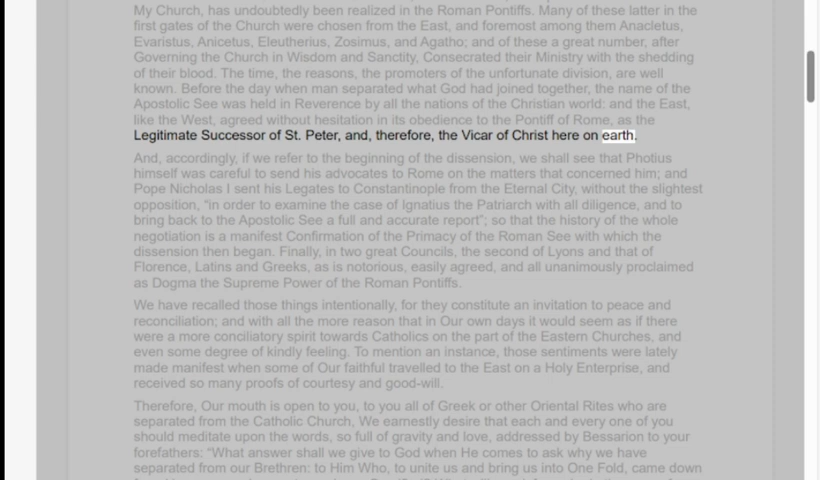 My Church, has undoubtedly been realized in the Roman Pontiffs. Many of these latter in the
first gates of the Church were chosen from the East, and foremost among them Anacletus,
Evaristus, Anicetus, Eleutherius, Zosimus, and Agatho; and of these a great number, after
Governing the Church in Wisdom and Sanctity, Consecrated their Ministry with the shedding
of their blood. The time, the reasons, the promoters of the unfortunate division, are well
known. Before the day when man separated what God had joined together, the name of the
Apostolic See was held in Reverence by all the nations of the Christian world: and the East,
like the West, agreed without hesitation in its obedience to the Pontiff of Rome, as the
Legitimate Successor of St. Peter, and, therefore, the Vicar of Christ here on earth.
And, accordingly, if we refer to the beginning of the dissension, we shall see that Photius
himself was careful to send his advocates to Rome on the matters that concerned him; and
Pope Nicholas I sent his Legates to Constantinople from the Eternal City, without the slightest
opposition, "in order to examine the case of Ignatius the Patriarch with all diligence, and to
bring back to the Apostolic See a full and accurate report"; so that the history of the whole
negotiation is a manifest Confirmation of the Primacy of the Roman See with which the
dissension then began. Finally, in two great Councils, the second of Lyons and that of
Florence, Latins and Greeks, as is notorious, easily agreed, and all unanimously proclaimed
as Dogma the Supreme Power of the Roman Pontiffs.
We have recalled those things intentionally, for they constitute an invitation to peace and
reconciliation; and with all the more reason that in Our own days it would seem as if there
were a more conciliatory spirit towards Catholics on the part of the Eastern Churches, and
even some degree of kindly feeling. To mention an instance, those sentiments were lately
made manifest when some of Our faithful travelled to the East on a Holy Enterprise, and
received so many proofs of courtesy and good-will.
Therefore, Our mouth is open to you, to you all of Greek or other Oriental Rites who are
separated from the Catholic Church, We earnestly desire that each and every one of you
should meditate upon the words, so full of gravity and love, addressed by Bessarion to your
forefathers: "What answer shall we give to God when He comes to ask why we have
separated from our Brethren: to Him Who, to unite us and bring us into One Fold, came down